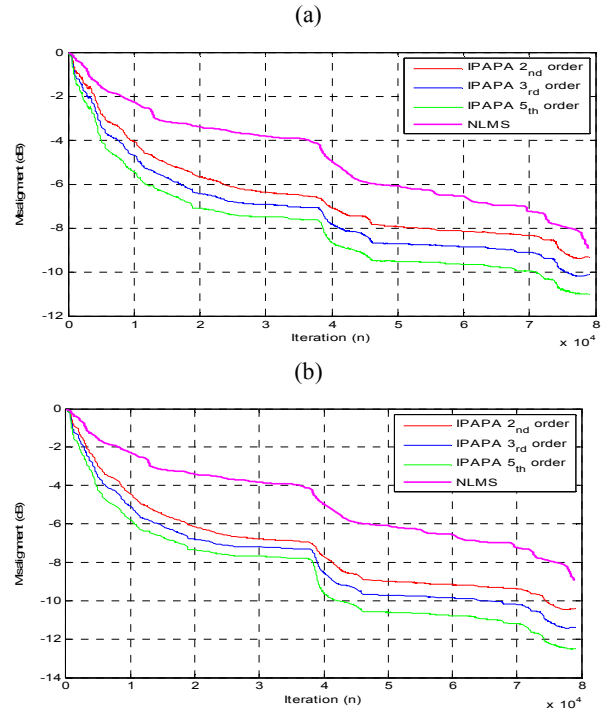 (a)
0
-2
-4
-6
-8
-10
-12
Misalignment (dB)
IPAPA 2nd order
IPAPA 3rd order
IPAPA 5th order
NLMS
0 1 2 3 4 5 6 7 8
Iteration (n)
x 10^4
(b)
0
-2
-4
-6
-8
-10
-12
-14
Misalignment (dB)
IPAPA 2nd order
IPAPA 3rd order
IPAPA 5th order
NLMS
0 1 2 3 4 5 6 7 8
Iteration (n)
x 10^4